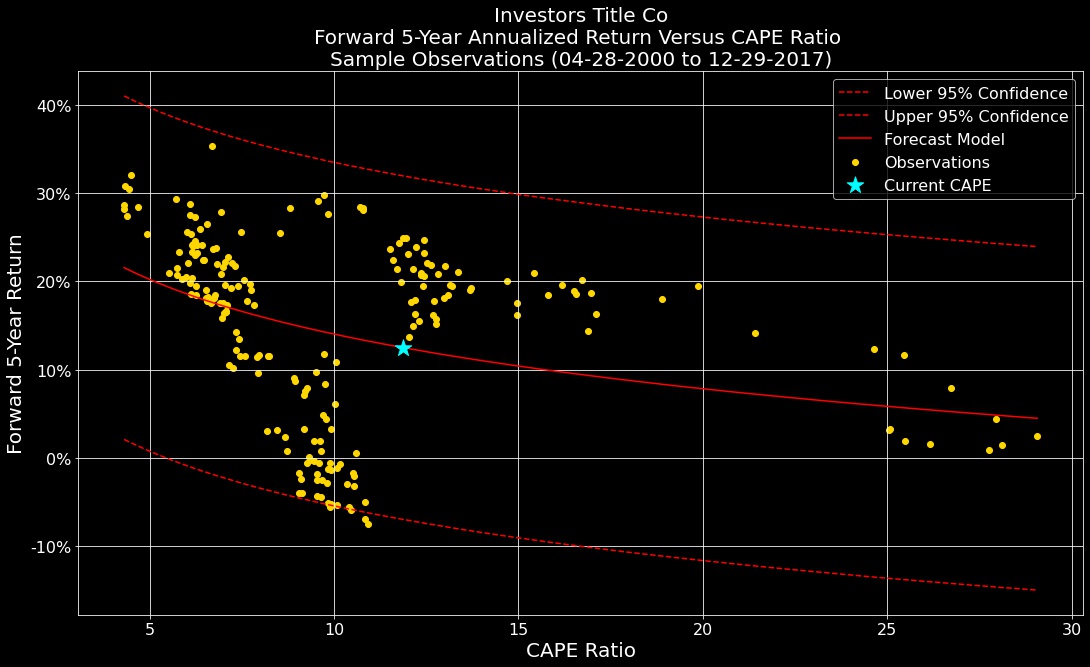 Investors Title Co
Forward 5-Year Annualized Return Versus CAPE Ratio
Sample Observations (04-28-2000 to 12-29-2017)
Lower 95% Confidence
Upper 95% Confidence
Forecast Model
Observations
Current CAPE
Forward 5-Year Return
40%
30%
20%
10%
0%
-10%
5
10
15
20
25
30
CAPE Ratio